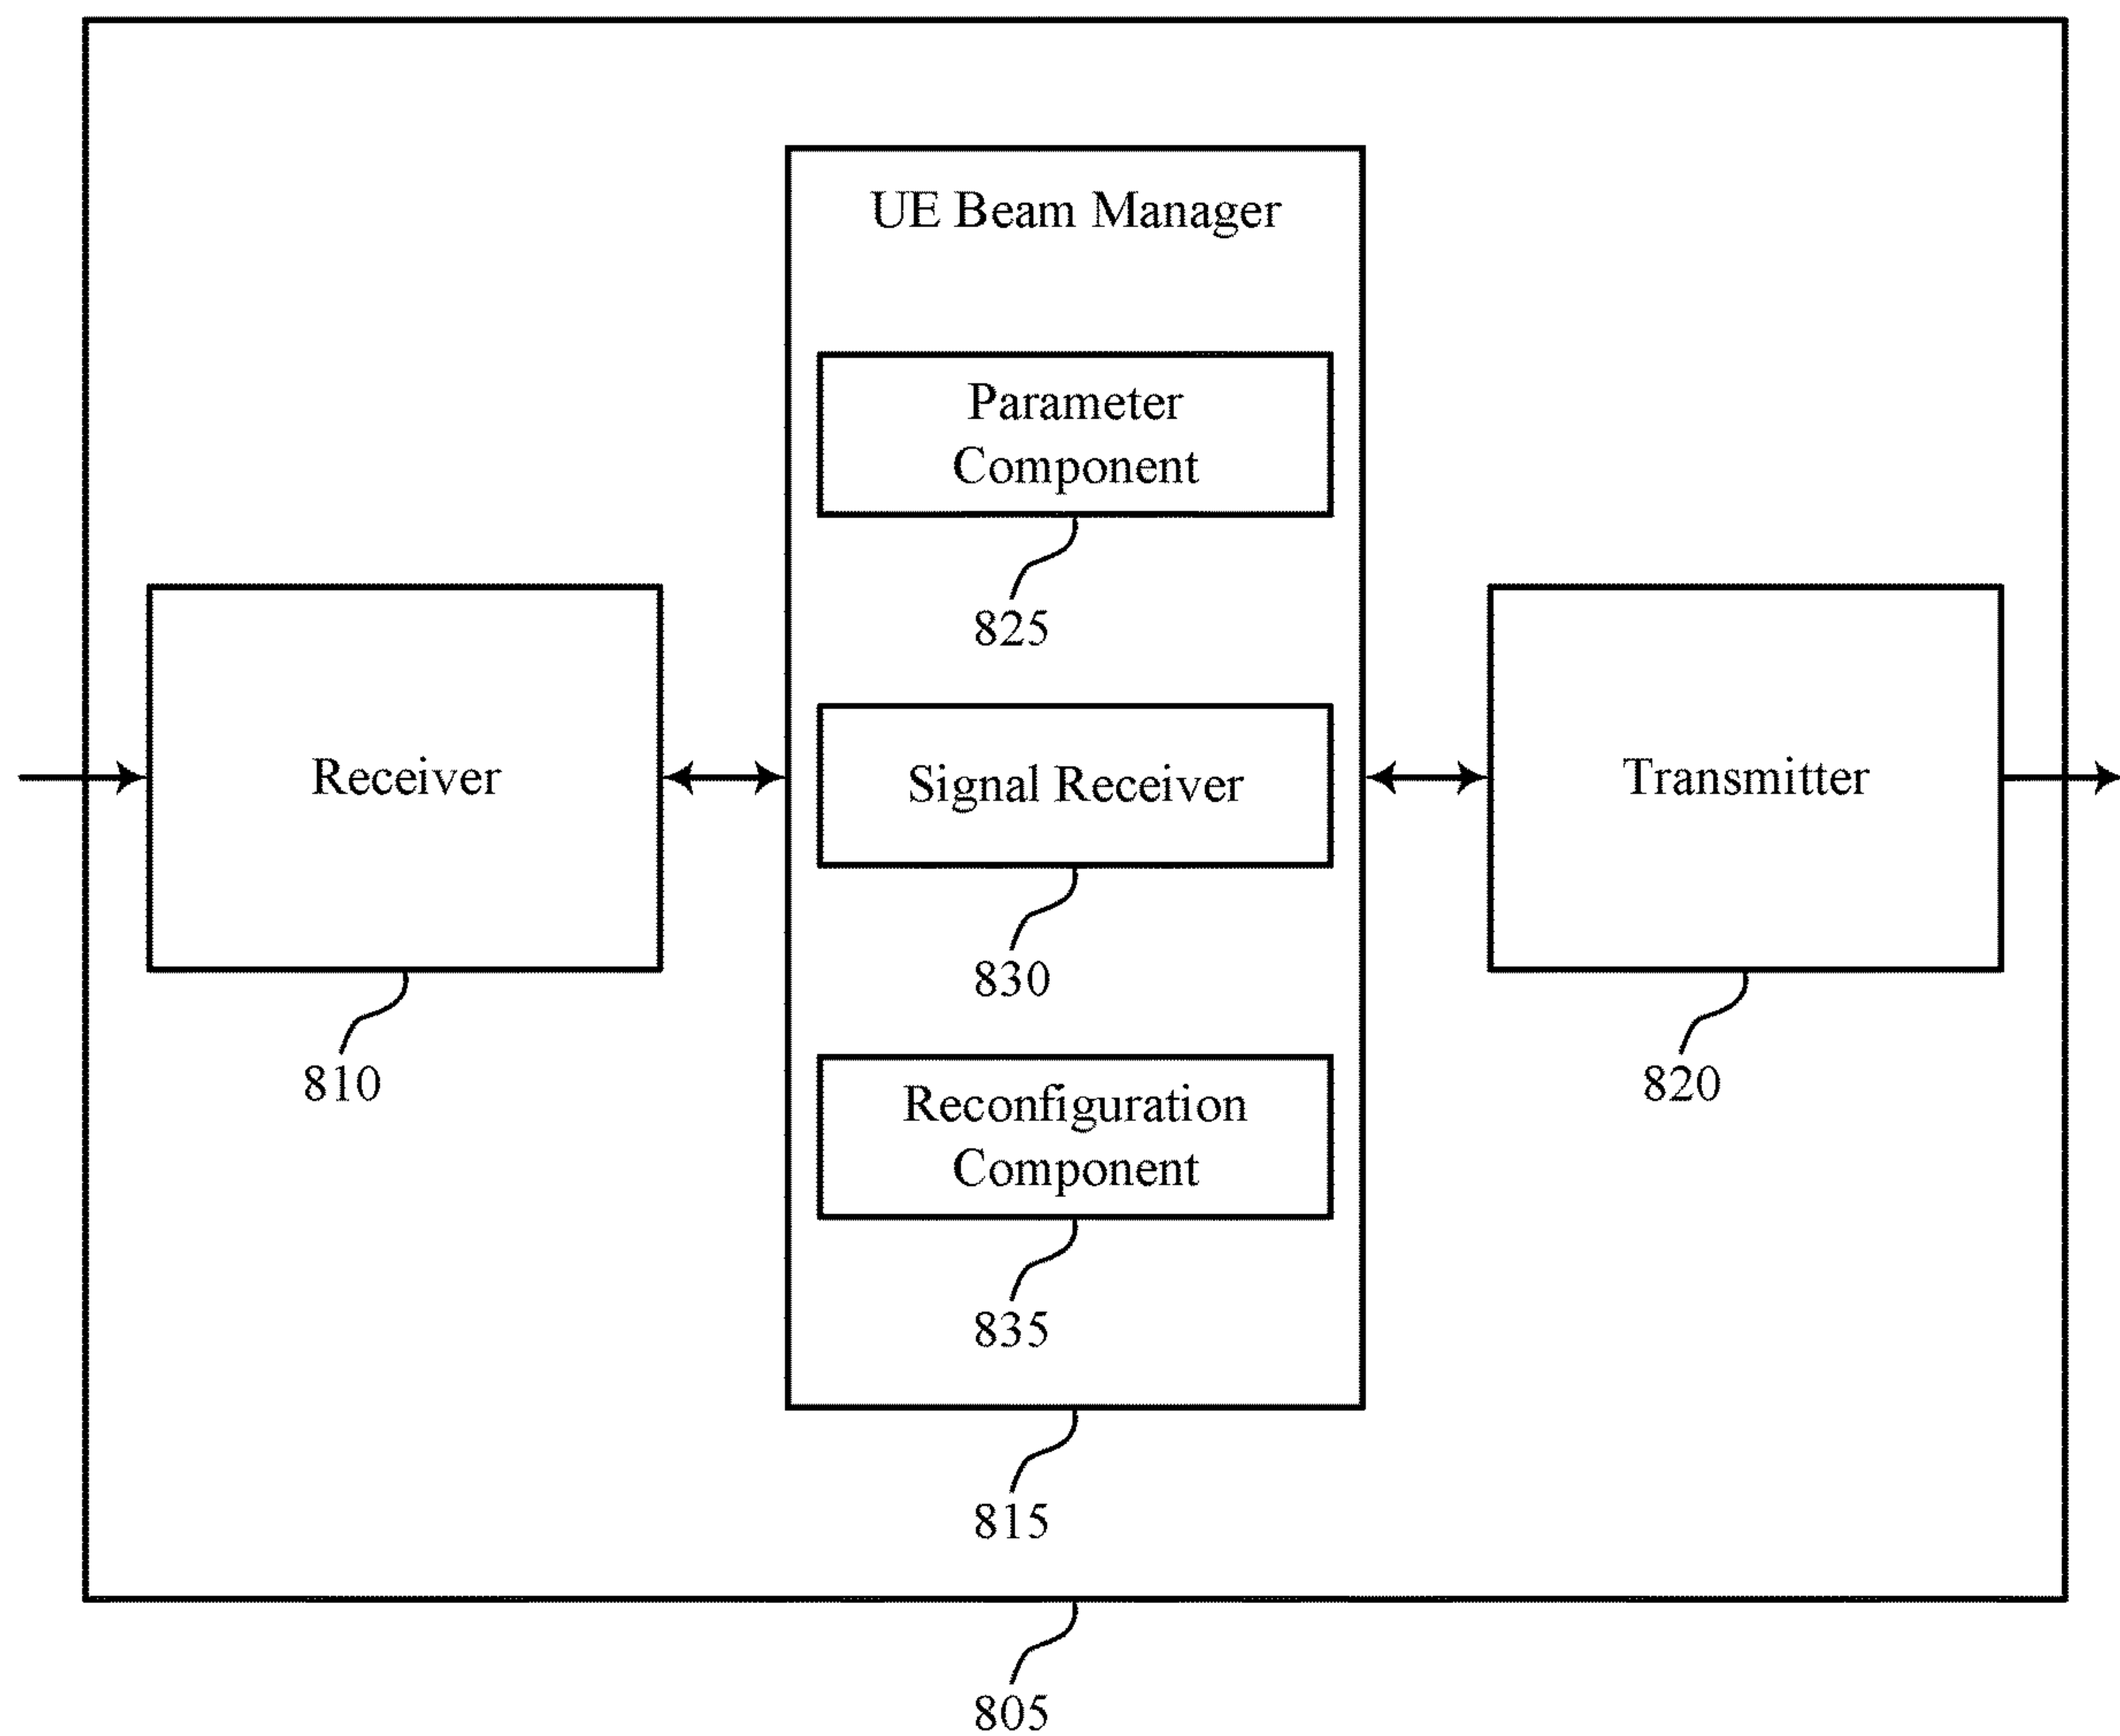 UE Beam Manager
Parameter
Component
825
Receiver
810
Signal Receiver
830
Transmitter
820
Reconfiguration
Component
835
815
805